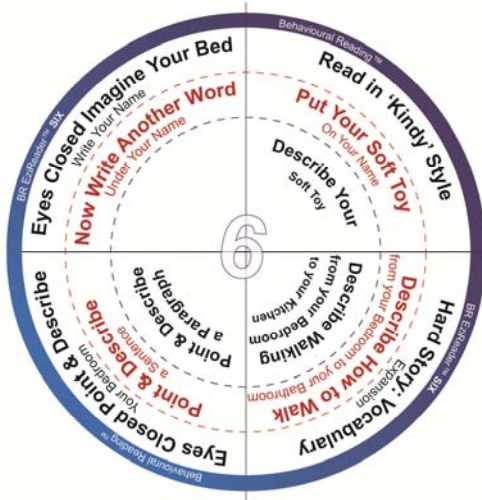 Behavioural Reading™
BR EziReader™ SIX
Eyes Closed Imagine Your Bed
Write Your Name
Now Write Another Word
Under Your Name
Read in 'Kindy' Style
Put Your Soft Toy
On Your Name
Describe Your
Soft Toy
6
Eyes Closed Point & Describe
Your Bedroom
Point & Describe
a Sentence
Point & Describe
a Paragraph
Behavioural Reading™
BR EziReader™ SIX
Hard Story: Vocabulary
Expansion
Describe How to Walk
from your Bedroom to your Bathroom
Describe Walking
from your Bedroom
to your Kitchen